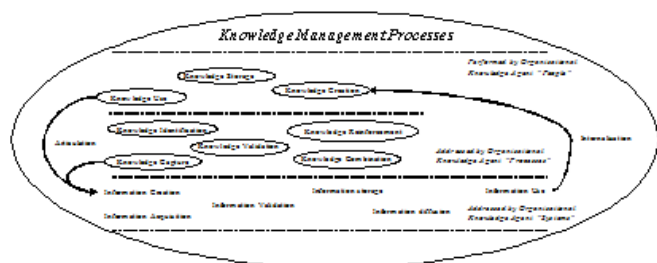 Knowledge Management Processes
Performed by Organizational
Knowledge Agent "People"
Knowledge Storage
Knowledge Creation
Knowledge Use
Knowledge Identification
Knowledge Reinforcement
Articulation
Knowledge Validation
Internalization
Knowledge Capture
Knowledge Combination
Addressed by Organizational
Knowledge Agent "Processes"
Information Creation
Information storage
Information Use
Information Validation
Addressed by Organizational
Knowledge Agent "Systems"
Information Acquisition
Information diffusion